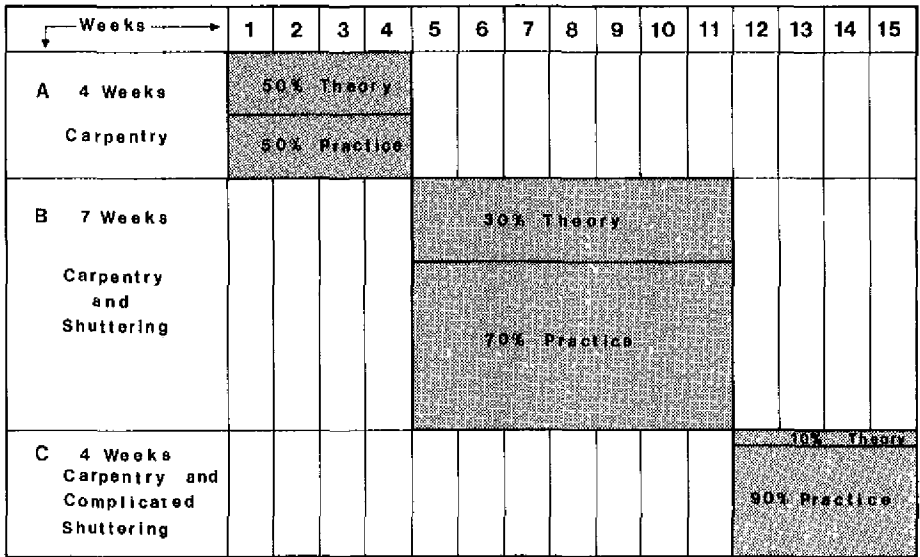 Weeks 1 2 3 4 5 6 7 8 9 10 11 12 13 14 15
A 4 Weeks
Carpentry
50% Theory
50% Practice
B 7 Weeks
Carpentry
and
Shuttering
30% Theory
70% Practice
C 4 Weeks
Carpentry and
Complicated
Shuttering
10% Theory
90% Practice